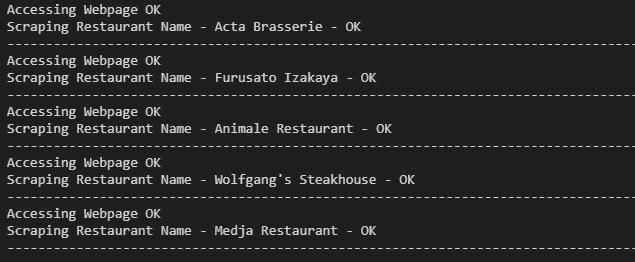 Accessing Webpage OK
Scraping Restaurant Name - Acta Brasserie - OK
--------------------------------------------------------------------------------
Accessing Webpage OK
Scraping Restaurant Name - Furusato Izakaya - OK
--------------------------------------------------------------------------------
Accessing Webpage OK
Scraping Restaurant Name - Animale Restaurant - OK
--------------------------------------------------------------------------------
Accessing Webpage OK
Scraping Restaurant Name - Wolfgang's Steakhouse - OK
--------------------------------------------------------------------------------
Accessing Webpage OK
Scraping Restaurant Name - Medja Restaurant - OK
--------------------------------------------------------------------------------